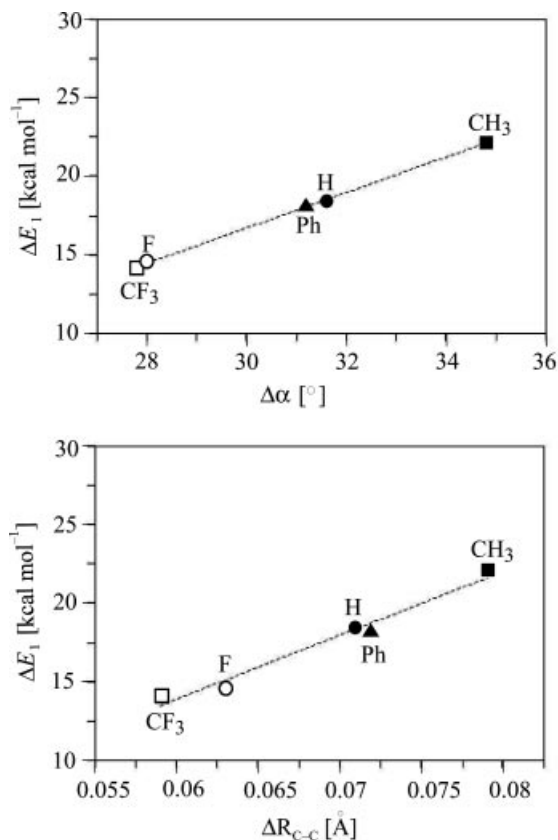 30
25
20
15
10
ΔE₁ [kcal mol⁻¹]
CH₃
H
Ph
F
CF₃
28
30
32
34
36
Δα [°]
30
25
20
15
10
ΔE₁ [kcal mol⁻¹]
CH₃
H
Ph
F
CF₃
0.055
0.06
0.065
0.07
0.075
0.08
ΔR_C–C [Å]